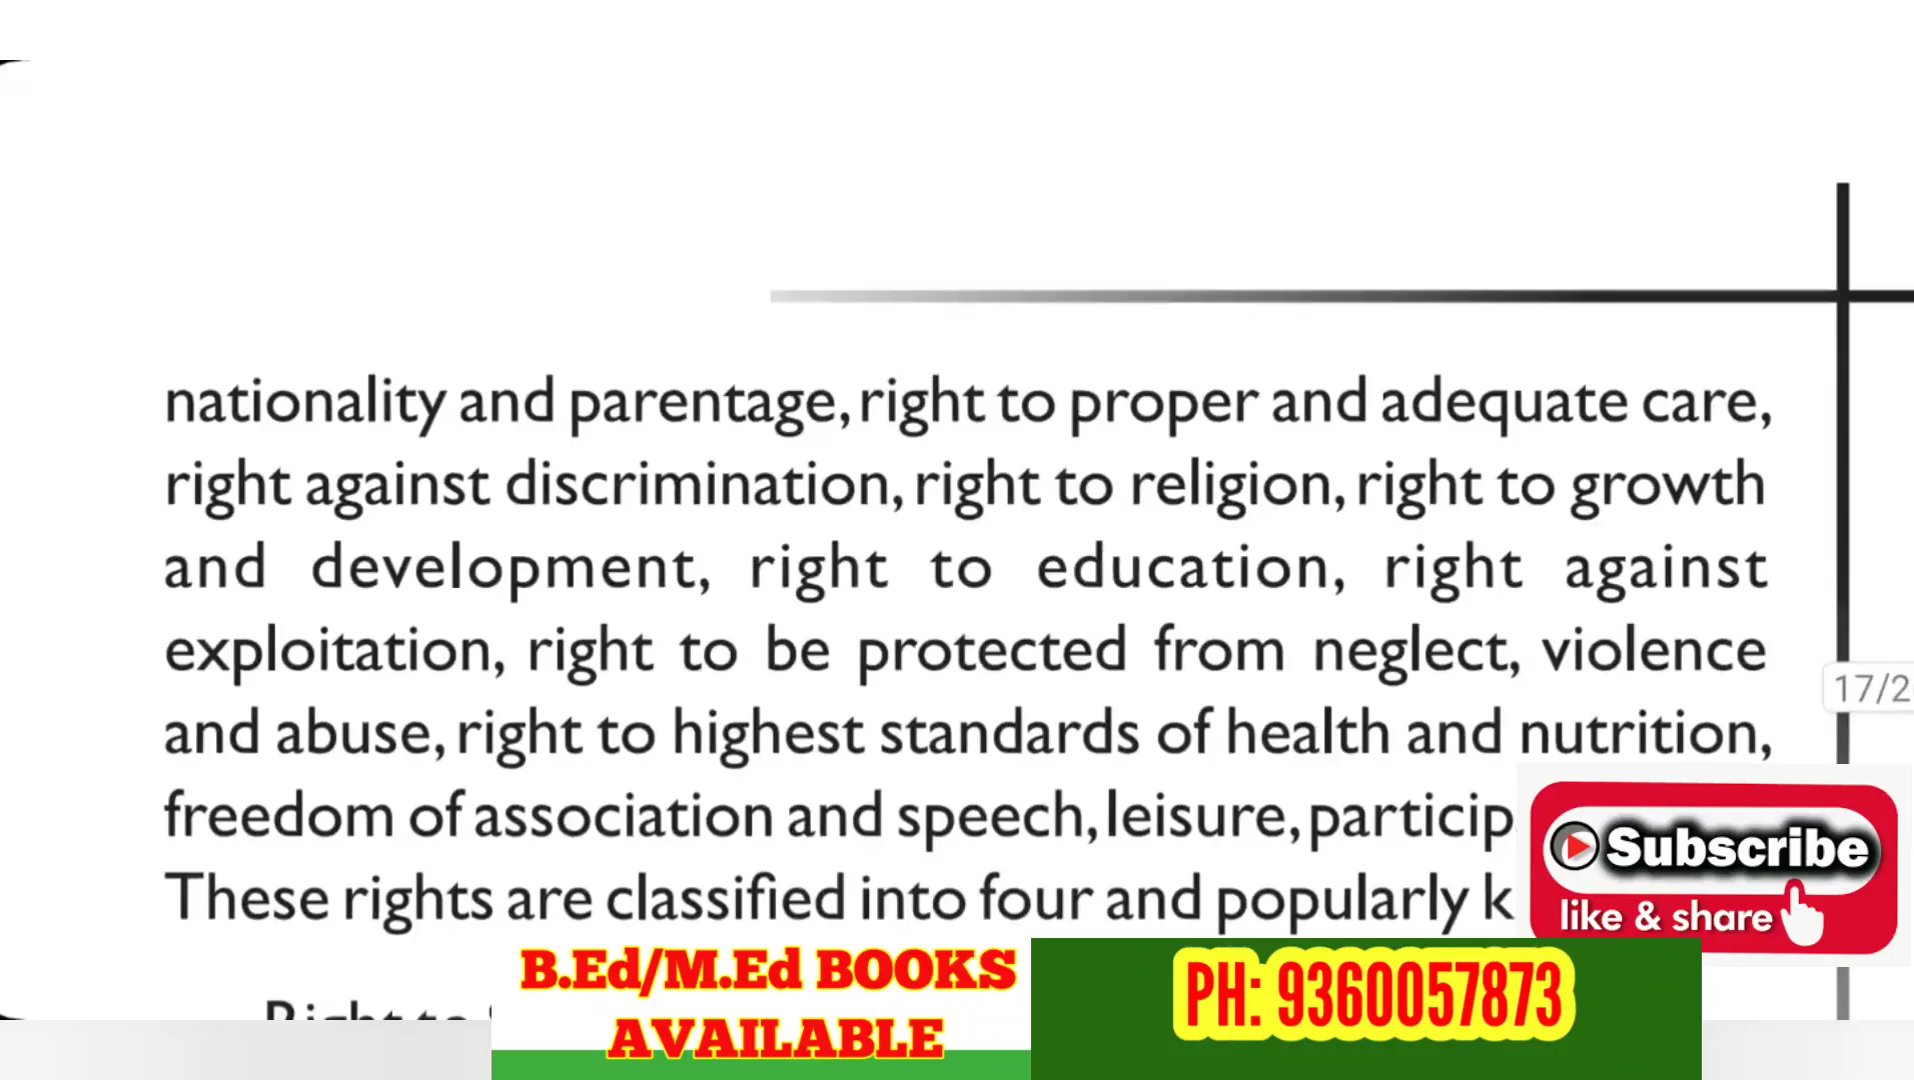 nationality and parentage, right to proper and adequate care,
right against discrimination, right to religion, right to growth
and development, right to education, right against
exploitation, right to be protected from neglect, violence
and abuse, right to highest standards of health and nutrition,
freedom of association and speech, leisure,
These rights are classified into four and popularly
Right to
17/2
Subscribe
like & share
B.Ed/M.Ed BOOKS
AVAILABLE
PH: 9360057873